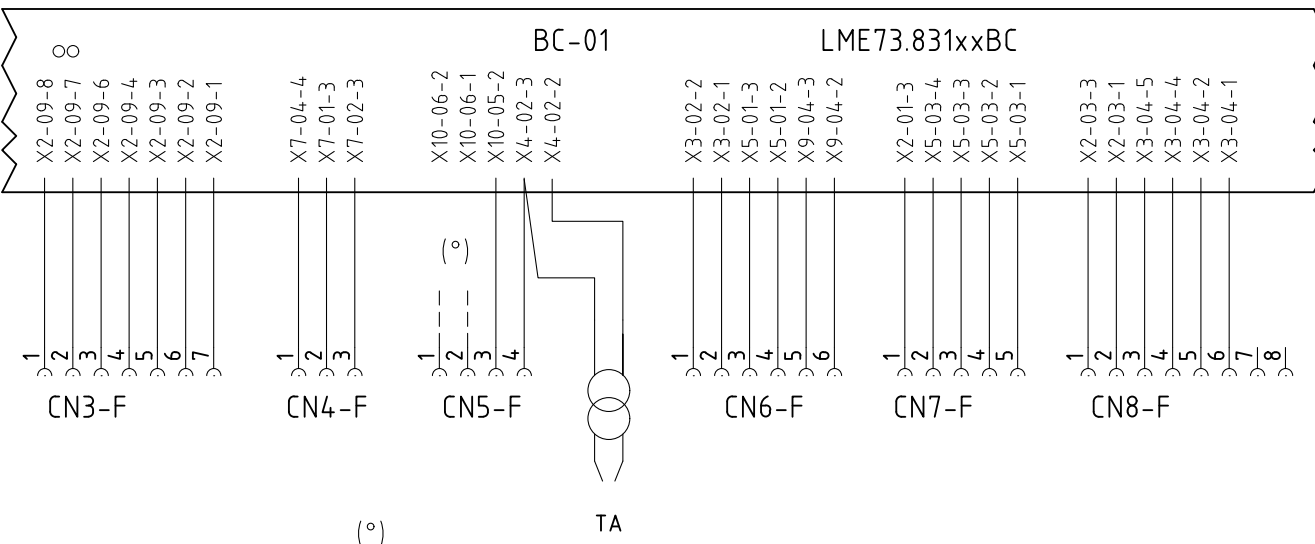 BC-01 LME73.831xxBC
X2-09-8 X2-09-7 X2-09-6 X2-09-4 X2-09-3 X2-09-2 X2-09-1 X7-04-4 X7-01-3 X7-02-3 X10-06-2 X10-06-1 X10-05-2 X4-02-3 X4-02-2 X3-02-2 X3-02-1 X5-01-3 X5-01-2 X9-04-3 X9-04-2 X2-01-3 X5-03-4 X5-03-3 X5-03-2 X5-03-1 X2-03-3 X2-03-1 X3-04-5 X3-04-4 X3-04-2 X3-04-1
(°)
1 2 3 4 5 6 7 1 2 3 1 2 3 4 1 2 3 4 5 6 1 2 3 4 5 1 2 3 4 5 6 7 8
CN3-F CN4-F CN5-F CN6-F CN7-F CN8-F
TA
(°)